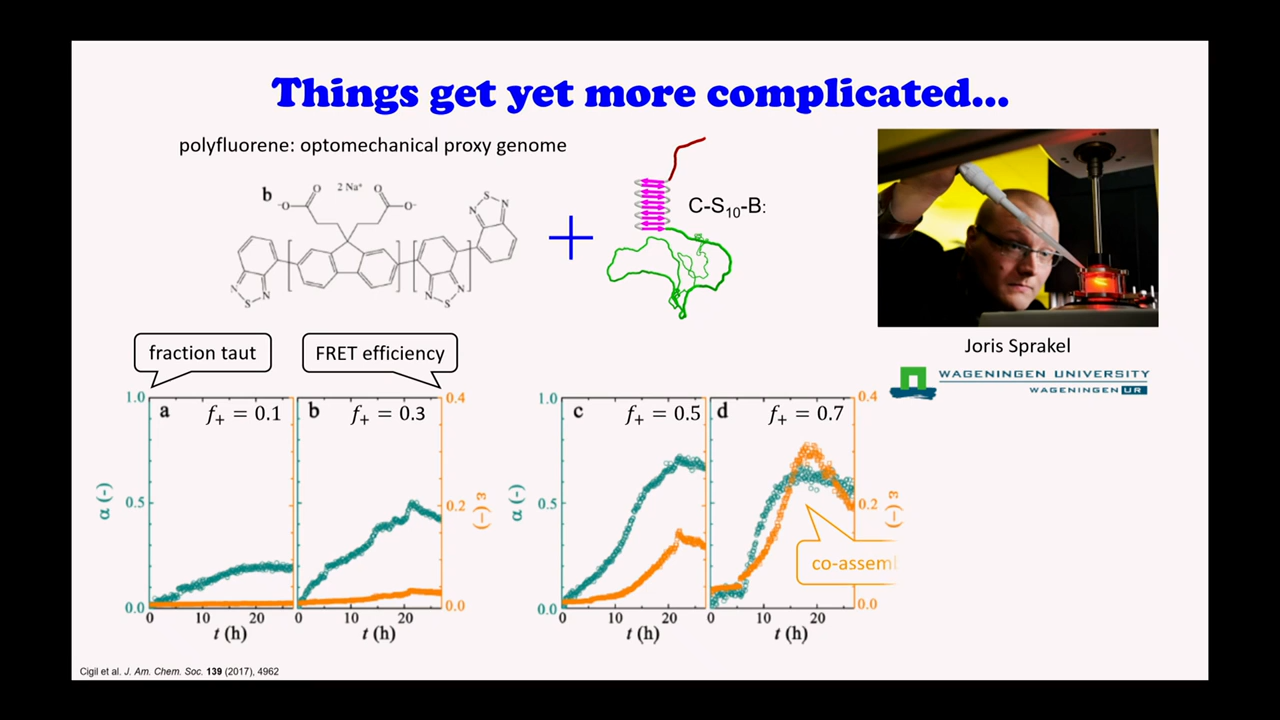 Things get yet more complicated...
polyfluorene: optomechanical proxy genome
b
2 Na⁺
O O
⁻O O⁻
S
N N
N N
S
N N
S
C-S₁₀-B:
Joris Sprakel
WAGENINGEN UNIVERSITY
WAGENINGEN UR
fraction taut
FRET efficiency
1.0 a f₊ = 0.1 b f₊ = 0.3 0.4
α (-) 0.5 0.2 ε (-)
0.0 0.0
0 10 20 0 10 20
t (h) t (h)
1.0 c f₊ = 0.5 d f₊ = 0.7 0.4
α (-) 0.5 0.2 ε (-)
co-assem
0.0 0.0
0 10 20 0 10 20
t (h) t (h)
Cigil et al. J. Am. Chem. Soc. 139 (2017), 4962